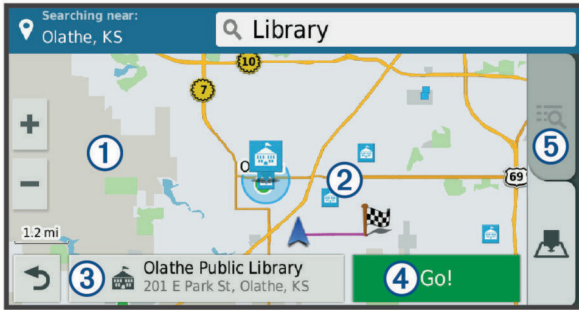 Searching near:
Olathe, KS
Library
10
7
1
O
2
5
69
1.2 mi
3
Olathe Public Library
201 E Park St, Olathe, KS
4
Go!